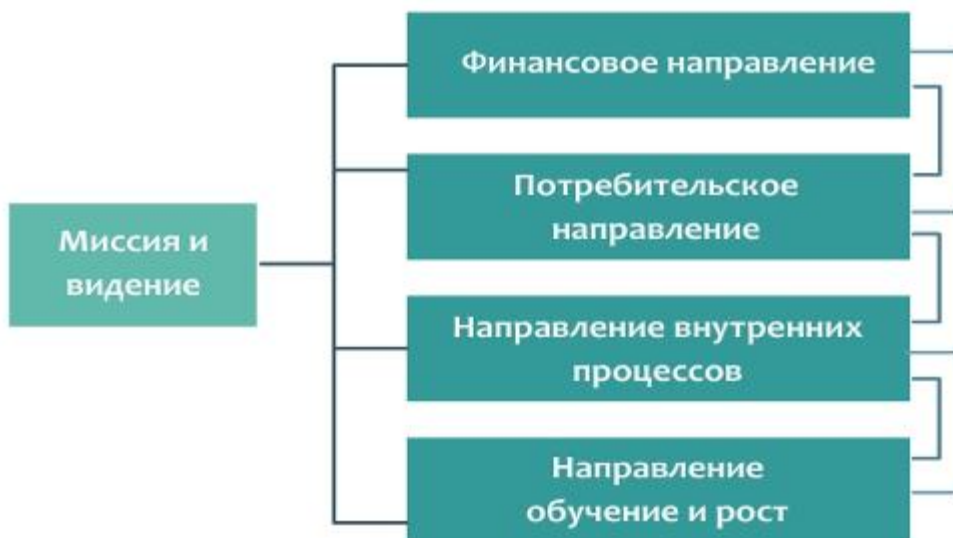 Финансовое направление
Потребительское
направление
Миссия и
видение
Направление внутренних
процессов
Направление
обучение и рост